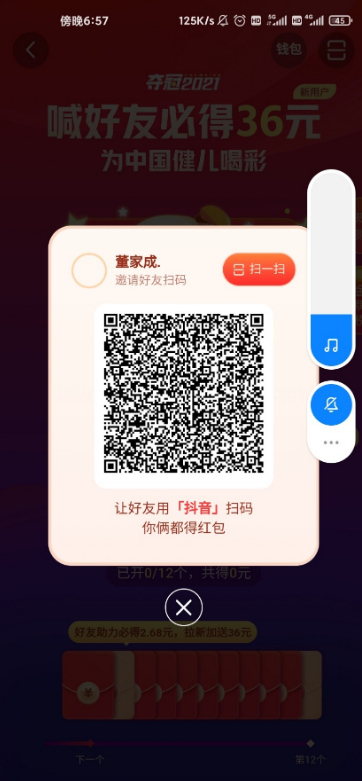 傍晚6:57
125K/s
45
钱包
夺冠2021
新用户
喊好友必得36元
为中国健儿喝彩
董家成.
邀请好友扫码
扫一扫
让好友用「抖音」扫码
你俩都得红包
已开0/12个，共得0元
好友助力必得2.68元，拉新加送36元
下一个
第12个